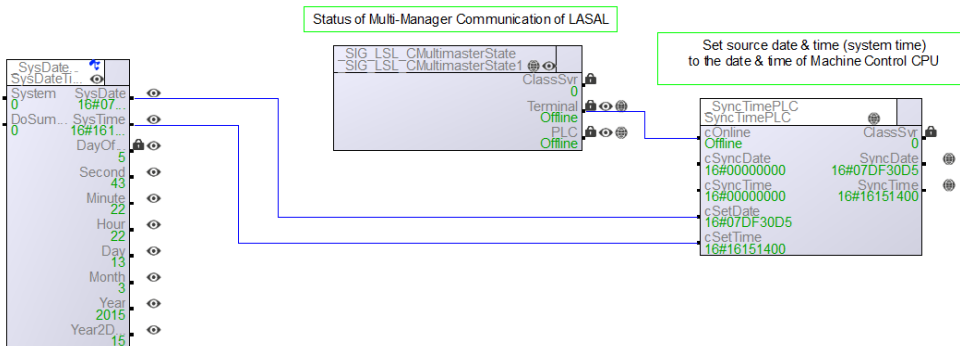 Status of Multi-Manager Communication of LASAL
Set source date & time (system time)
to the date & time of Machine Control CPU
SysDate...
SysDateTi...
System SysDate
0 16#07...
DoSum... SysTime
0 16#161...
DayOf...
5
Second
43
Minute
22
Hour
22
Day
13
Month
3
Year
2015
Year2D...
15
_SIG_LSL_CMultimasterState
_SIG_LSL_CMultimasterState1
ClassSvr
0
Terminal
Offline
PLC
Offline
SyncTimePLC
SyncTimePLC
cOnline ClassSvr
Offline 0
cSyncDate SyncDate
16#00000000 16#07DF30D5
cSyncTime SyncTime
16#00000000 16#16151400
cSetDate
16#07DF30D5
cSetTime
16#16151400